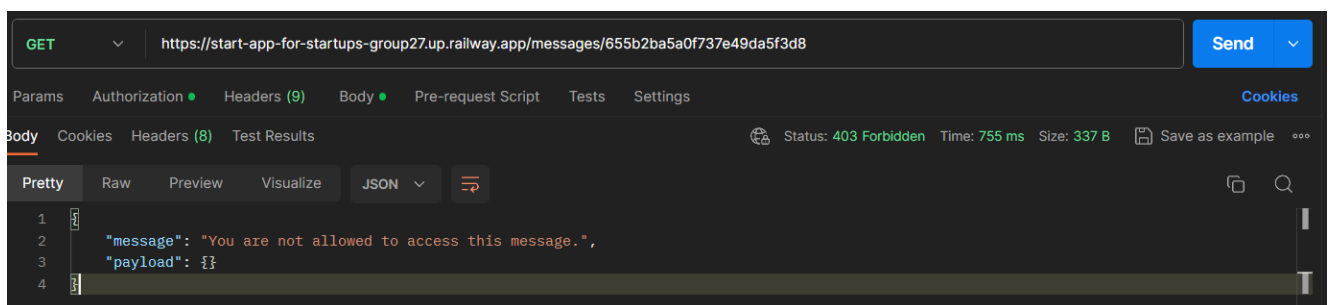 GET https://start-app-for-startups-group27.up.railway.app/messages/655b2ba5a0f737e49da5f3d8 Send
Params Authorization Headers (9) Body Pre-request Script Tests Settings Cookies
Body Cookies Headers (8) Test Results Status: 403 Forbidden Time: 755 ms Size: 337 B Save as example
Pretty Raw Preview Visualize JSON
1 {
2 "message": "You are not allowed to access this message.",
3 "payload": {}
4 }